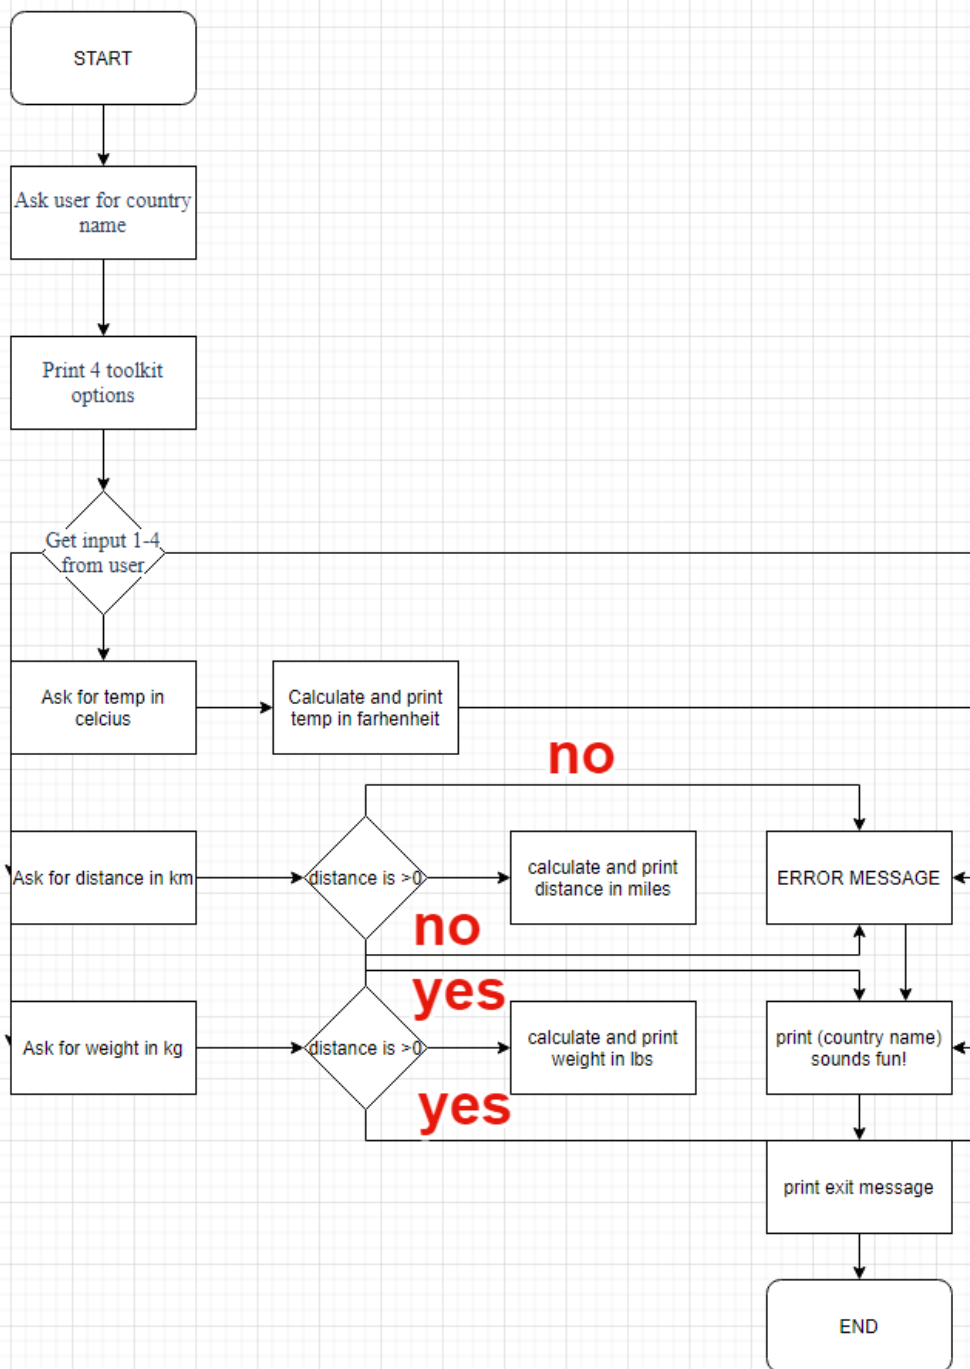 START
Ask user for country
name
Print 4 toolkit
options
Get input 1-4
from user
Ask for temp in
celcius
Calculate and print
temp in farhenheit
no
Ask for distance in km
distance is >0
calculate and print
distance in miles
ERROR MESSAGE
no
yes
Ask for weight in kg
distance is >0
calculate and print
weight in lbs
print (country name)
sounds fun!
yes
print exit message
END